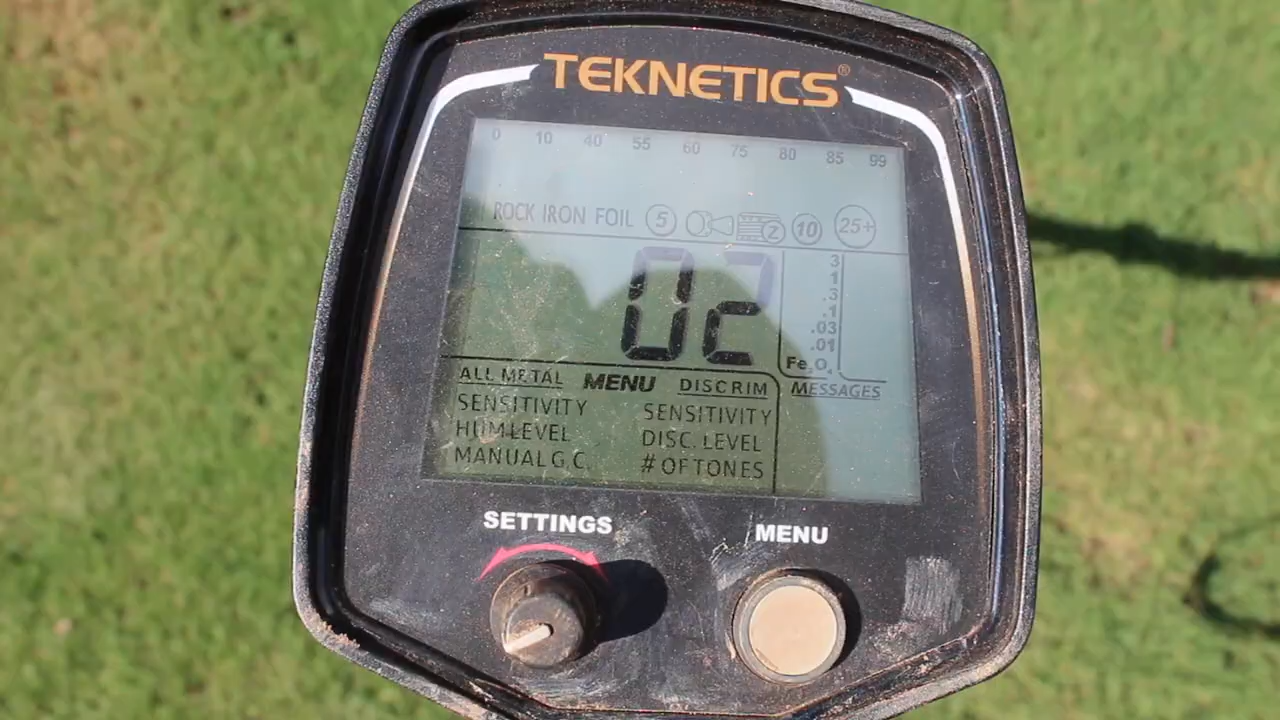 TEKNETICS®
0 10 40 55 60 75 80 85 99
ROCK IRON FOIL 5 Z 10 25+
02
3
1
.3
.1
.03
.01
Fe3O4
ALL METAL MENU DISCRIM MESSAGES
SENSITIVITY SENSITIVITY
HUM LEVEL DISC. LEVEL
MANUAL G.C. # OF TONES
SETTINGS MENU